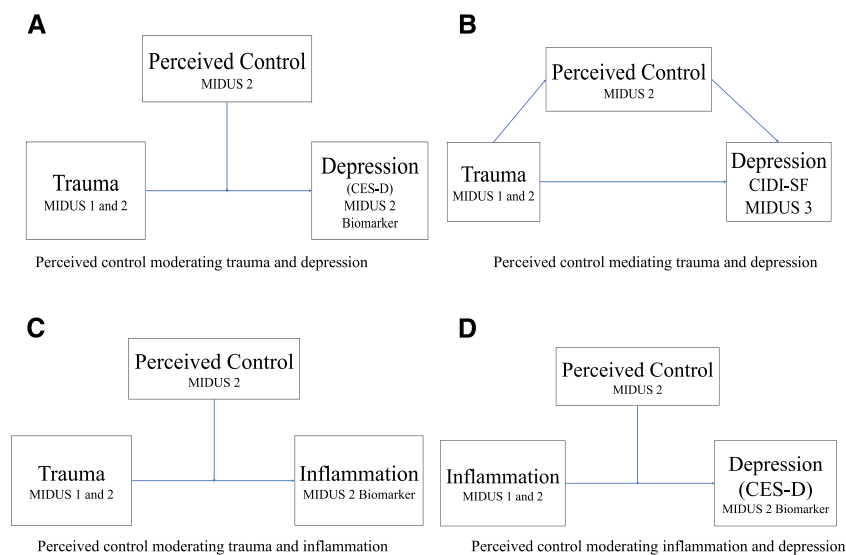 A
Perceived Control
MIDUS 2
Trauma
MIDUS 1 and 2
Depression
(CES-D)
MIDUS 2
Biomarker
Perceived control moderating trauma and depression
B
Perceived Control
MIDUS 2
Trauma
MIDUS 1 and 2
Depression
CIDI-SF
MIDUS 3
Perceived control mediating trauma and depression
C
Perceived Control
MIDUS 2
Trauma
MIDUS 1 and 2
Inflammation
MIDUS 2 Biomarker
Perceived control moderating trauma and inflammation
D
Perceived Control
MIDUS 2
Inflammation
MIDUS 1 and 2
Depression
(CES-D)
MIDUS 2 Biomarker
Perceived control moderating inflammation and depression